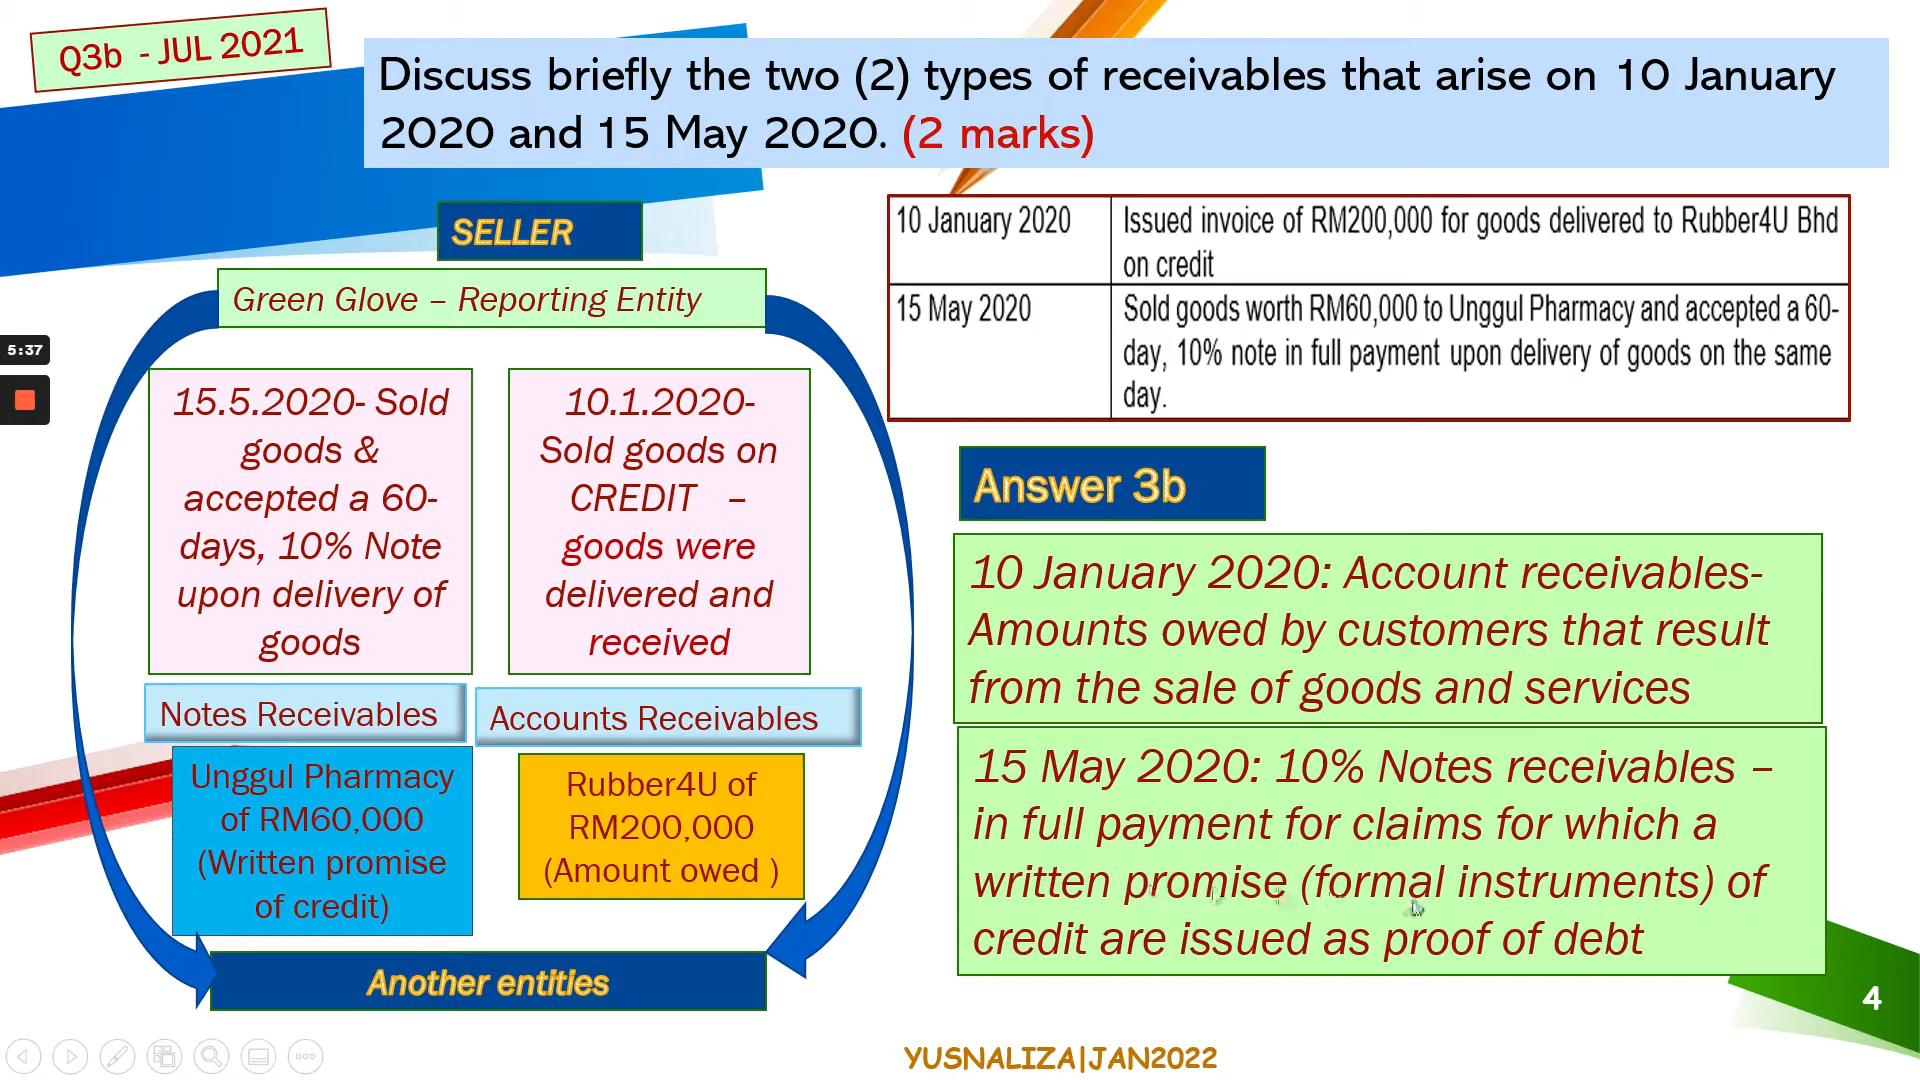 Q3b - JUL 2021
Discuss briefly the two (2) types of receivables that arise on 10 January
2020 and 15 May 2020. (2 marks)
SELLER
Green Glove – Reporting Entity
5:37
15.5.2020- Sold
goods &
accepted a 60-
days, 10% Note
upon delivery of
goods
10.1.2020-
Sold goods on
CREDIT –
goods were
delivered and
received
Notes Receivables
Accounts Receivables
Unggul Pharmacy
of RM60,000
(Written promise
of credit)
Rubber4U of
RM200,000
(Amount owed )
Another entities
10 January 2020
Issued invoice of RM200,000 for goods delivered to Rubber4U Bhd
on credit
15 May 2020
Sold goods worth RM60,000 to Unggul Pharmacy and accepted a 60-
day, 10% note in full payment upon delivery of goods on the same
day.
Answer 3b
10 January 2020: Account receivables-
Amounts owed by customers that result
from the sale of goods and services
15 May 2020: 10% Notes receivables –
in full payment for claims for which a
written promise (formal instruments) of
credit are issued as proof of debt
4
YUSNALIZA|JAN2022